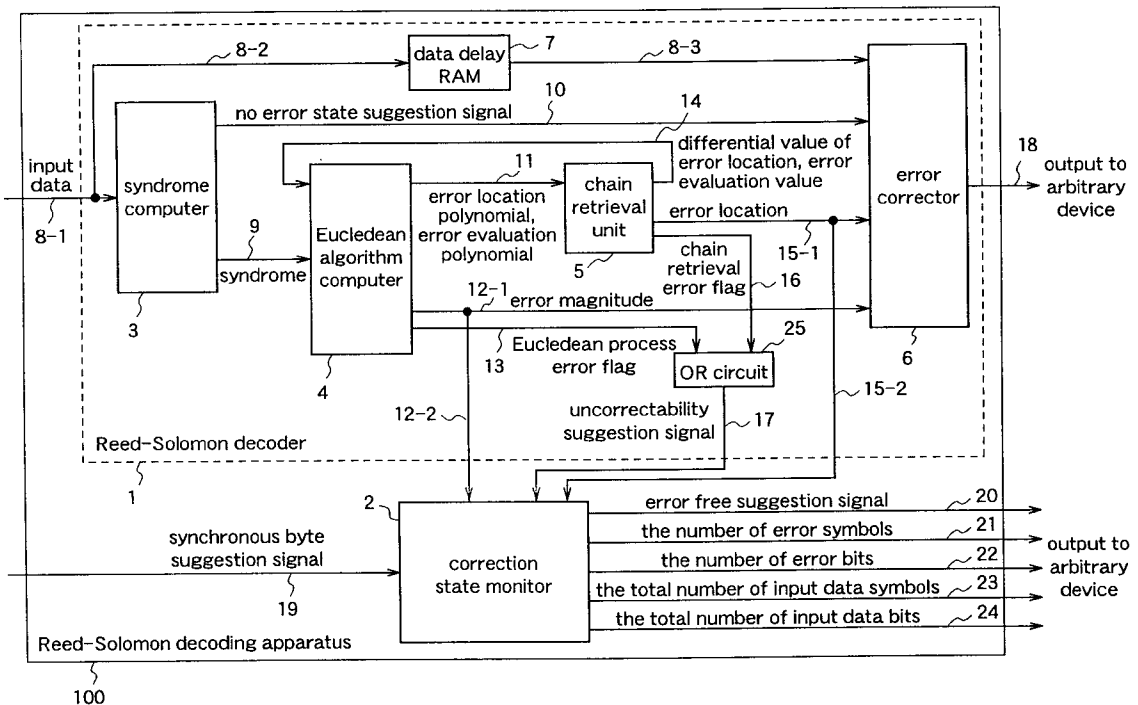 8-2
data delay
RAM
7
8-3
no error state suggestion signal
10
14
input
data
8-1
syndrome
computer
3
9
syndrome
Eucledean
algorithm
computer
4
11
error location
polynomial,
error evaluation
polynomial
chain
retrieval
unit
5
differential value of
error location, error
evaluation value
error location
15-1
chain
retrieval
error flag
16
error
corrector
6
18
output to
arbitrary
device
12-1
error magnitude
13
Eucledean process
error flag
25
OR circuit
15-2
12-2
uncorrectability
suggestion signal
17
Reed-Solomon decoder
1
2
correction
state monitor
synchronous byte
suggestion signal
19
error free suggestion signal
20
the number of error symbols
21
the number of error bits
22
the total number of input data symbols
23
the total number of input data bits
24
output to
arbitrary
device
Reed-Solomon decoding apparatus
100